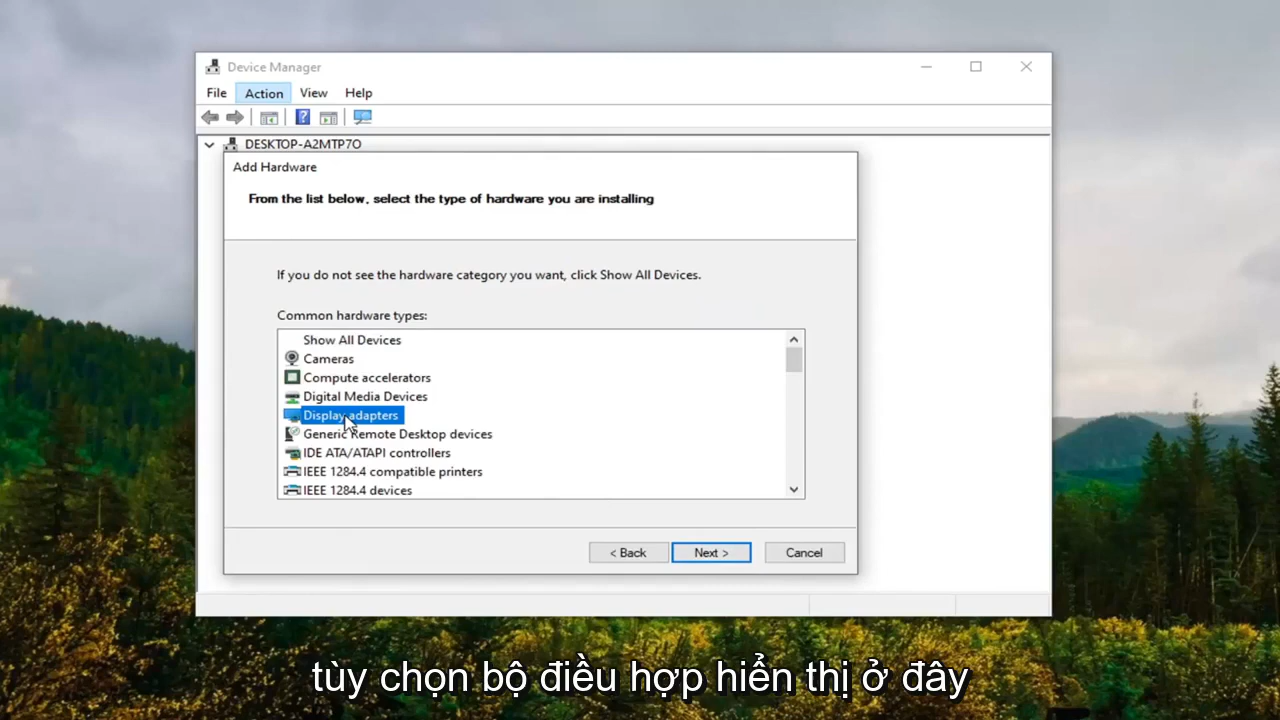 Device Manager
File Action View Help
DESKTOP-A2MTP7O
Add Hardware
From the list below, select the type of hardware you are installing
If you do not see the hardware category you want, click Show All Devices.
Common hardware types:
Show All Devices
Cameras
Compute accelerators
Digital Media Devices
Display adapters
Generic Remote Desktop devices
IDE ATA/ATAPI controllers
IEEE 1284.4 compatible printers
IEEE 1284.4 devices
< Back Next > Cancel
tùy chọn bộ điều hợp hiển thị ở đây